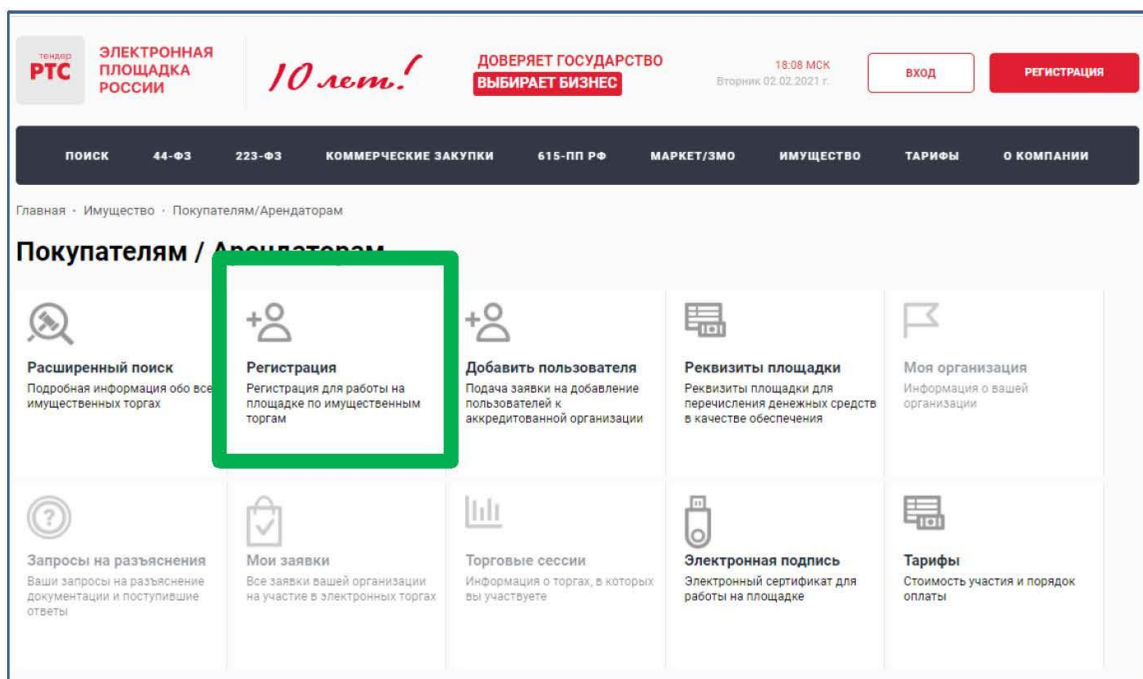 тендер
РТС
ЭЛЕКТРОННАЯ
ПЛОЩАДКА
РОССИИ
10 лет!
ДОВЕРЯЕТ ГОСУДАРСТВО
ВЫБИРАЕТ БИЗНЕС
18:08 МСК
Вторник 02.02.2021 г.
ВХОД
РЕГИСТРАЦИЯ
ПОИСК 44-ФЗ 223-ФЗ КОММЕРЧЕСКИЕ ЗАКУПКИ 615-ПП РФ МАРКЕТ/ЗМО ИМУЩЕСТВО ТАРИФЫ О КОМПАНИИ
Главная · Имущество · Покупателям/Арендаторам
Покупателям / Арендаторам
Расширенный поиск
Подробная информация обо все
имущественных торгах
Регистрация
Регистрация для работы на
площадке по имущественным
торгам
Добавить пользователя
Подача заявки на добавление
пользователей к
аккредитованной организации
Реквизиты площадки
Реквизиты площадки для
перечисления денежных средств
в качестве обеспечения
Моя организация
Информация о вашей
организации
Запросы на разъяснения
Ваши запросы на разъяснение
документации и поступившие
ответы
Мои заявки
Все заявки вашей организации
на участие в электронных торгах
Торговые сессии
Информация о торгах, в которых
вы участвуете
Электронная подпись
Электронный сертификат для
работы на площадке
Тарифы
Стоимость участия и порядок
оплаты